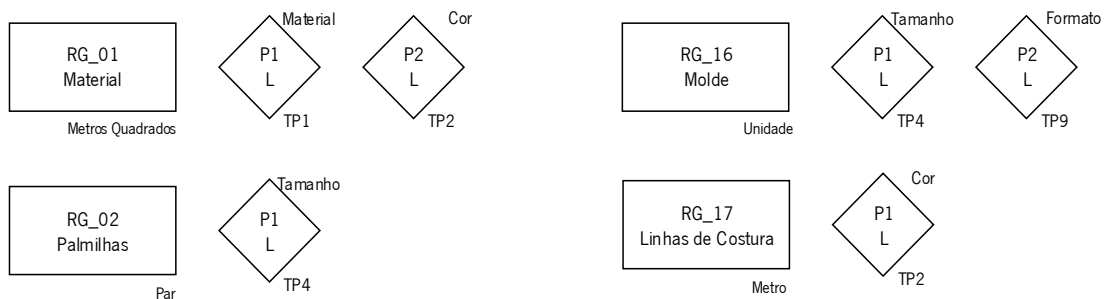 RG_01
Material
Metros Quadrados
Material
P1
L
TP1
Cor
P2
L
TP2
RG_16
Molde
Unidade
Tamanho
P1
L
TP4
Formato
P2
L
TP9
RG_02
Palmilhas
Par
Tamanho
P1
L
TP4
RG_17
Linhas de Costura
Metro
Cor
P1
L
TP2